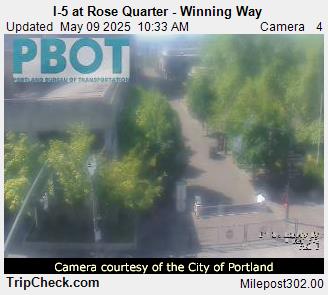 I-5 at Rose Quarter - Winning Way
Updated May 09 2025 10:33 AM Camera 4
PBOT
PORTLAND BUREAU OF TRANSPORTATION
Camera courtesy of the City of Portland
TripCheck.com Milepost302.00